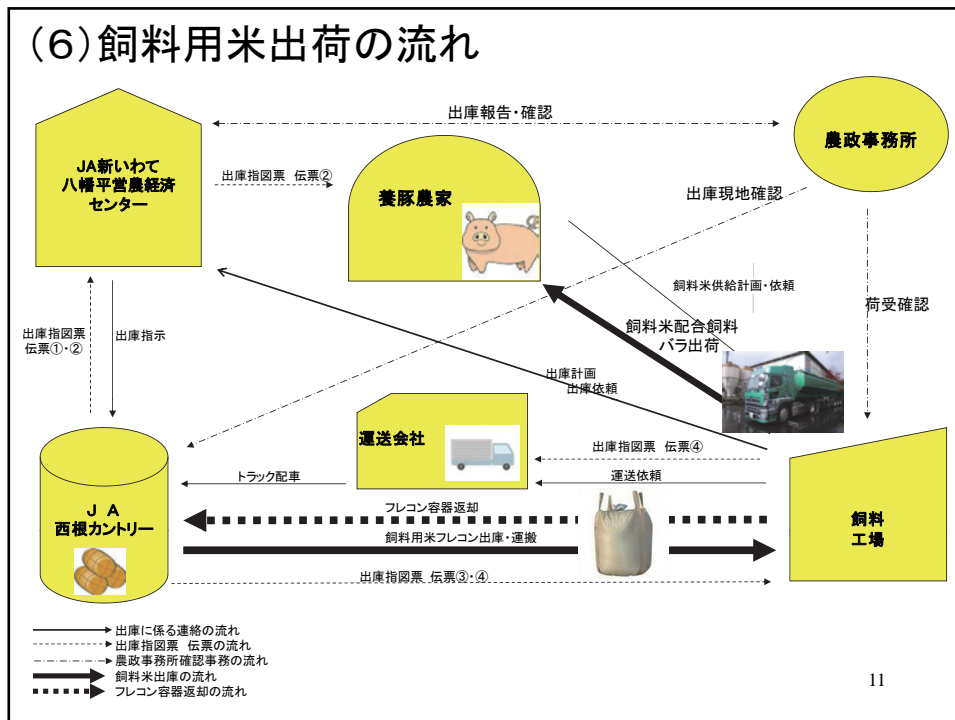 (6)飼料用米出荷の流れ
出庫報告・確認
農政事務所
JA新いわて
八幡平営農経済
センター
出庫指図票 伝票②
養豚農家
出庫現地確認
飼料米供給計画・依頼
荷受確認
飼料米配合飼料
バラ出荷
出庫指図票
伝票①・②
出庫指示
出庫計画
出庫依頼
運送会社
出庫指図票 伝票④
トラック配車
運送依頼
JA
西根カントリー
フレコン容器返却
飼料用米フレコン出庫・運搬
飼料
工場
出庫指図票 伝票③・④
出庫に係る連絡の流れ
出庫指図票 伝票の流れ
農政事務所確認事務の流れ
飼料米出庫の流れ
フレコン容器返却の流れ
11